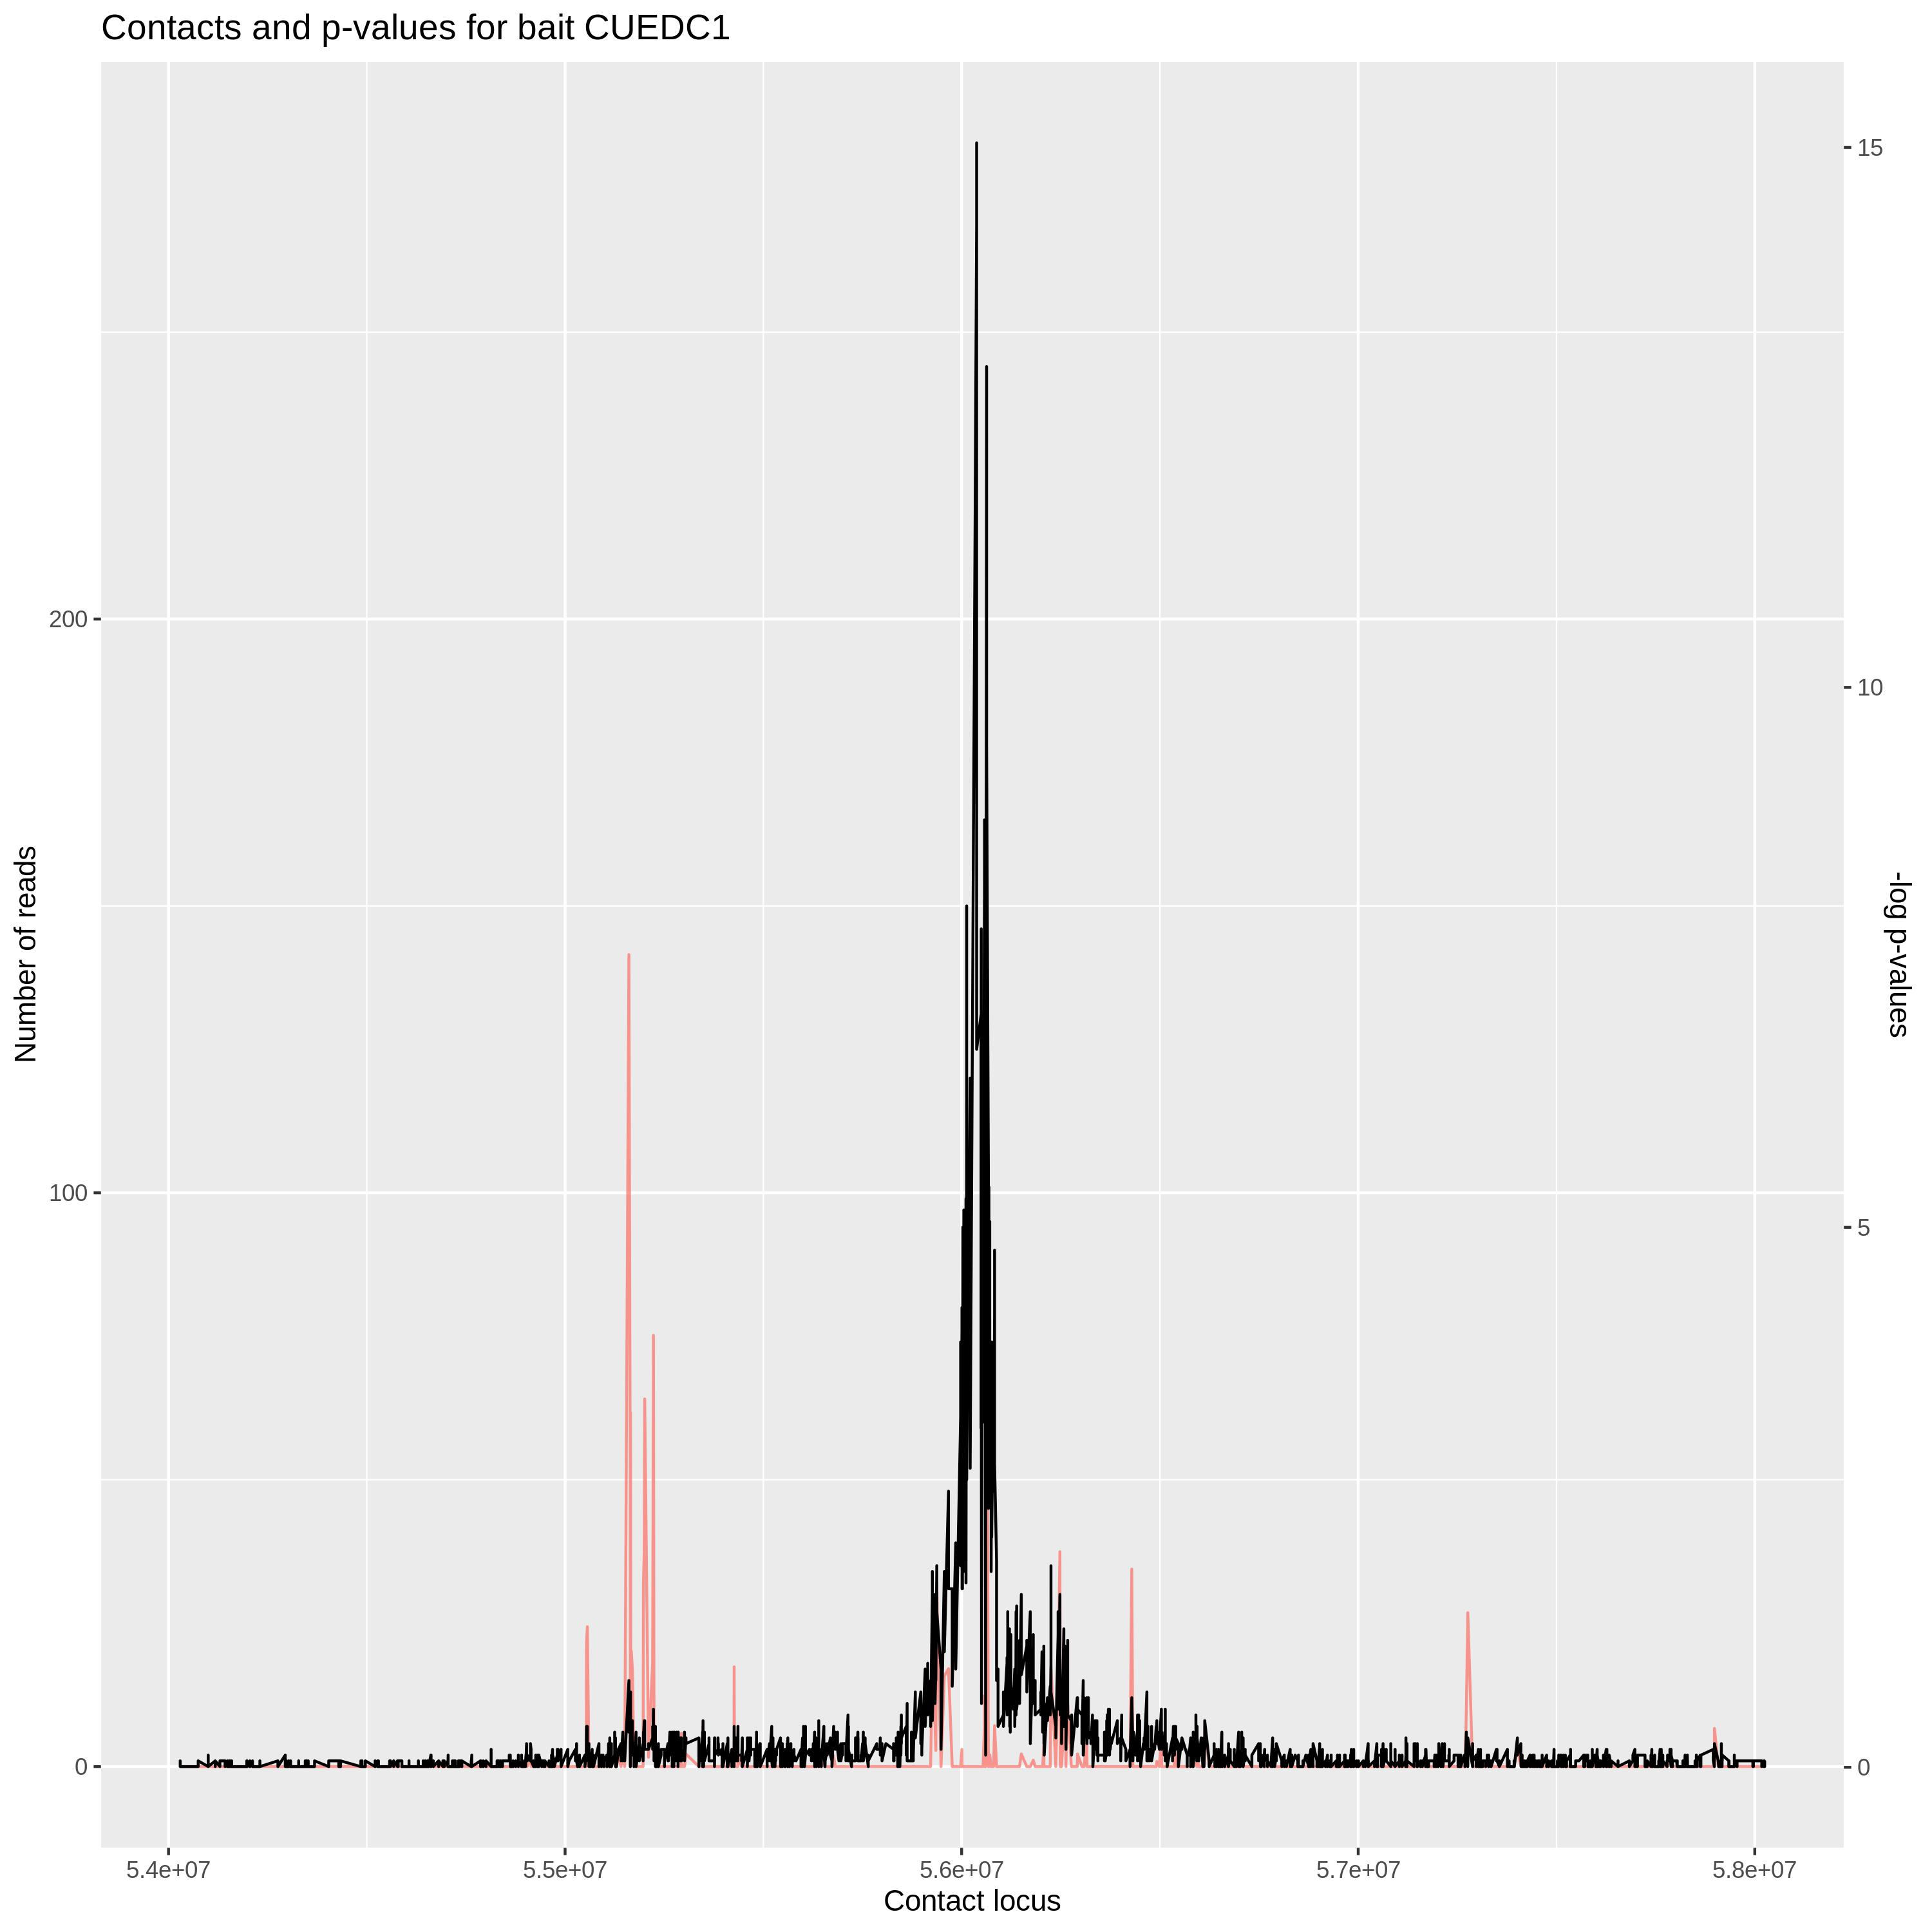 Contacts and p-values for bait CUEDC1
15
200
10
Number of reads
-log p-values
100
5
0
0
5.4e+07
5.5e+07
5.6e+07
5.7e+07
5.8e+07
Contact locus